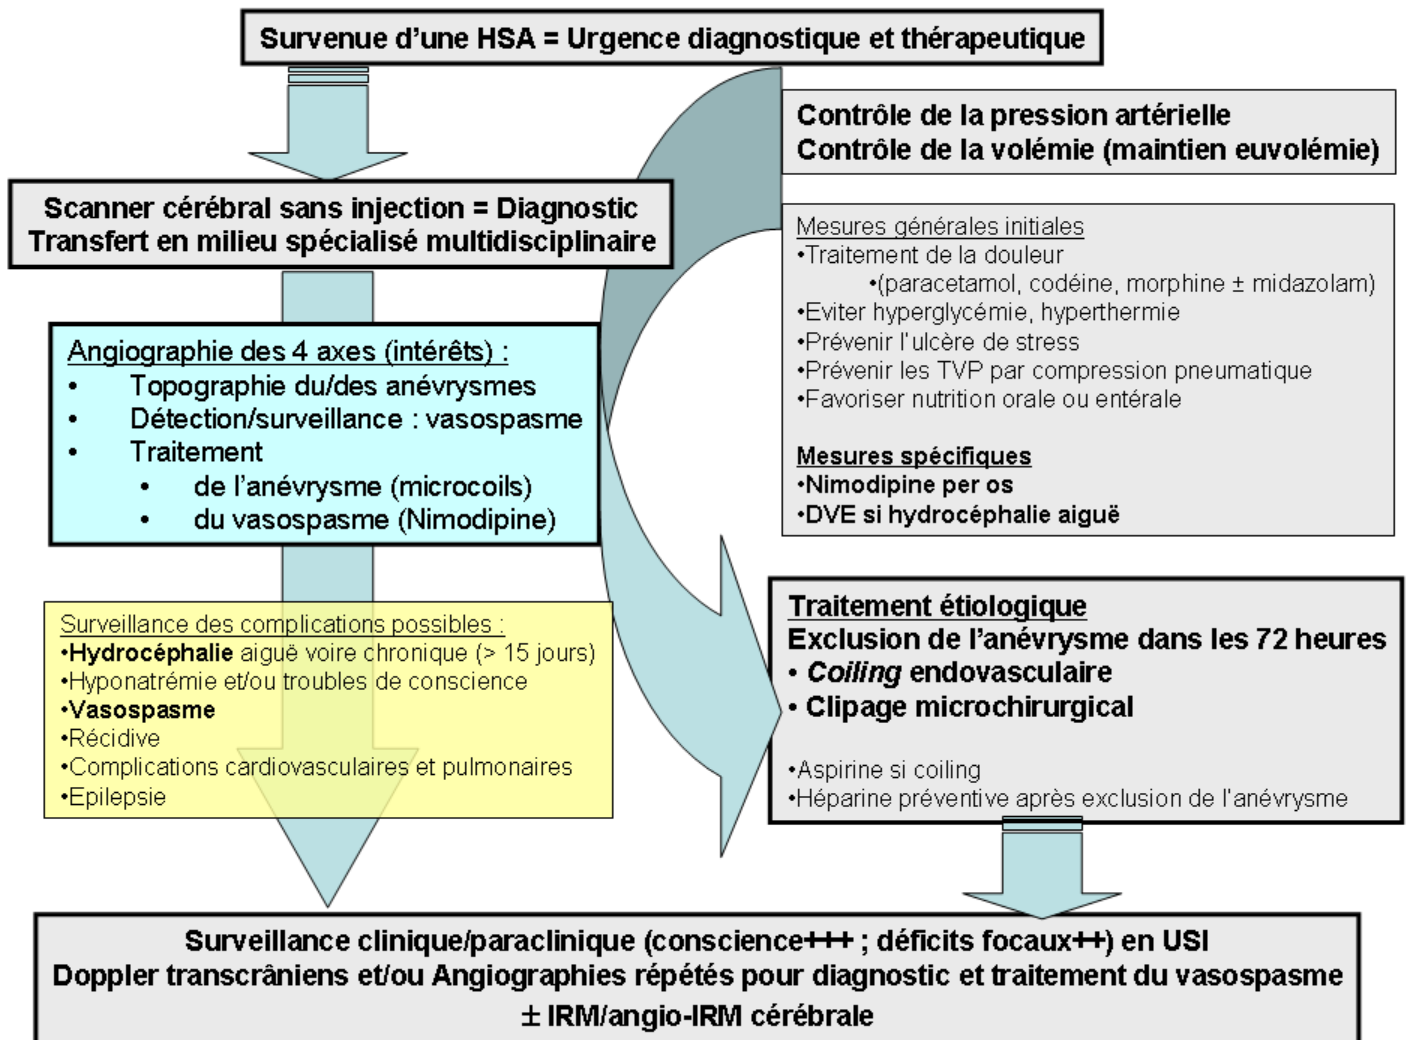 Survenue d'une HSA = Urgence diagnostique et thérapeutique
Contrôle de la pression artérielle
Contrôle de la volémie (maintien euvolémie)
Scanner cérébral sans injection = Diagnostic
Transfert en milieu spécialisé multidisciplinaire
Mesures générales initiales
•Traitement de la douleur
•(paracetamol, codéine, morphine ± midazolam)
•Eviter hyperglycémie, hyperthermie
•Prévenir l'ulcère de stress
•Prévenir les TVP par compression pneumatique
•Favoriser nutrition orale ou entérale
Mesures spécifiques
•Nimodipine per os
•DVE si hydrocéphalie aiguë
Angiographie des 4 axes (intérêts) :
• Topographie du/des anévrysmes
• Détection/surveillance : vasospasme
• Traitement
• de l'anévrysme (microcoils)
• du vasospasme (Nimodipine)
Surveillance des complications possibles :
•Hydrocéphalie aiguë voire chronique (> 15 jours)
•Hyponatrémie et/ou troubles de conscience
•Vasospasme
•Récidive
•Complications cardiovasculaires et pulmonaires
•Epilepsie
Traitement étiologique
Exclusion de l'anévrysme dans les 72 heures
• Coiling endovasculaire
• Clipage microchirurgical
•Aspirine si coiling
•Héparine préventive après exclusion de l'anévrysme
Surveillance clinique/paraclinique (conscience+++ ; déficits focaux++) en USI
Doppler transcrâniens et/ou Angiographies répétés pour diagnostic et traitement du vasospasme
± IRM/angio-IRM cérébrale